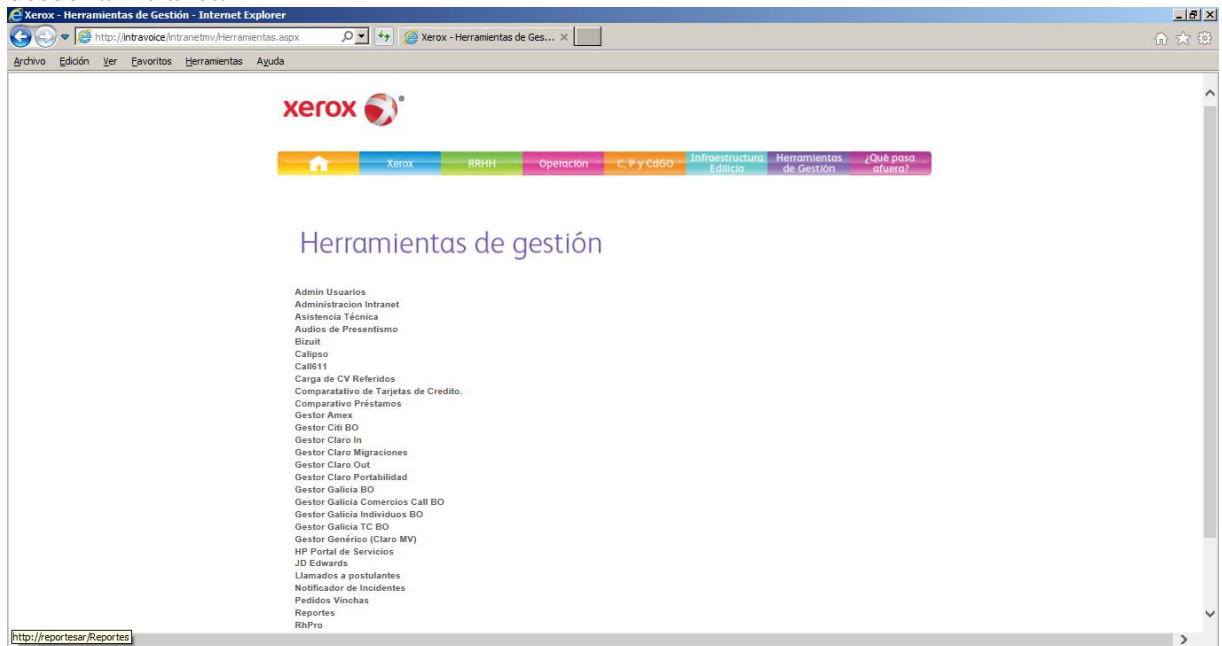 Xerox - Herramientas de Gestión - Internet Explorer
http://intravoice/intranetmv/Herramientas.aspx
Xerox - Herramientas de Ges...
Archivo Edición Ver Favoritos Herramientas Ayuda
xerox
Xerox RRHH Operación C, P y CdGO Infraestructura Edilicia Herramientas de Gestión ¿Qué pasa afuera?
Herramientas de gestión
Admin Usuarios
Administracion Intranet
Asistencia Técnica
Audios de Presentismo
Bizuit
Calipso
Call611
Carga de CV Referidos
Comparatativo de Tarjetas de Credito.
Comparativo Préstamos
Gestor Amex
Gestor Citi BO
Gestor Claro In
Gestor Claro Migraciones
Gestor Claro Out
Gestor Claro Portabilidad
Gestor Galicia BO
Gestor Galicia Comercios Call BO
Gestor Galicia Individuos BO
Gestor Galicia TC BO
Gestor Genérico (Claro MV)
HP Portal de Servicios
JD Edwards
Llamados a postulantes
Notificador de Incidentes
Pedidos Vinchas
Reportes
RhPro
http://reportesar/Reportes